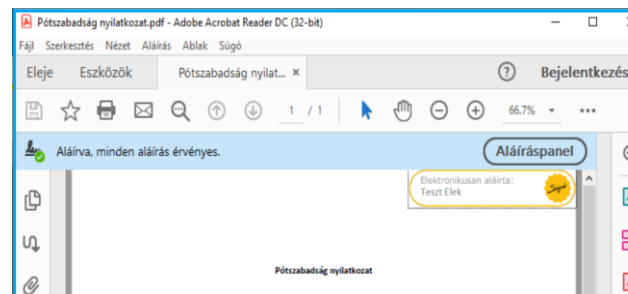 Pótszabadság nyilatkozat.pdf - Adobe Acrobat Reader DC (32-bit)
Fájl Szerkesztés Nézet Aláírás Ablak Súgó
Eleje Eszközök Pótszabadság nyilat... × Bejelentkezés
1 / 1 66.7%
Aláírva, minden aláírás érvényes. Aláíráspanel
Elektronikusan aláírta:
Teszt Elek
Pótszabadság nyilatkozat